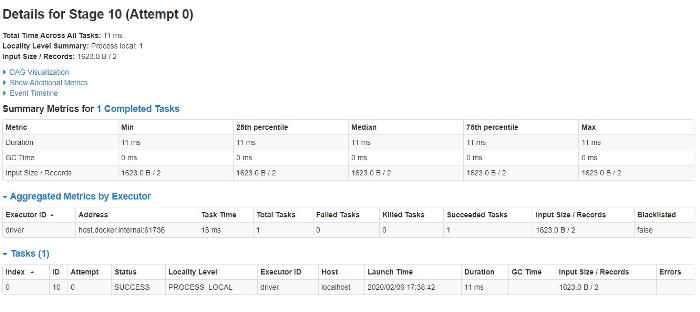 Details for Stage 10 (Attempt 0)
Total Time Across All Tasks: 11 ms
Locality Level Summary: Process local: 1
Input Size / Records: 1623.0 B / 2
DAG Visualization
Show Additional Metrics
Event Timeline
Summary Metrics for 1 Completed Tasks
Metric Min 25th percentile Median 75th percentile Max
Duration 11 ms 11 ms 11 ms 11 ms 11 ms
GC Time 0 ms 0 ms 0 ms 0 ms 0 ms
Input Size / Records 1623.0 B / 2 1623.0 B / 2 1623.0 B / 2 1623.0 B / 2 1623.0 B / 2
Aggregated Metrics by Executor
Executor ID Address Task Time Total Tasks Failed Tasks Killed Tasks Succeeded Tasks Input Size / Records Blacklisted
driver host.docker.internal:61736 18 ms 1 0 0 1 1623.0 B / 2 false
Tasks (1)
Index ID Attempt Status Locality Level Executor ID Host Launch Time Duration GC Time Input Size / Records Errors
0 10 0 SUCCESS PROCESS_LOCAL driver localhost 2020/02/06 17:38:42 11 ms 1623.0 B / 2